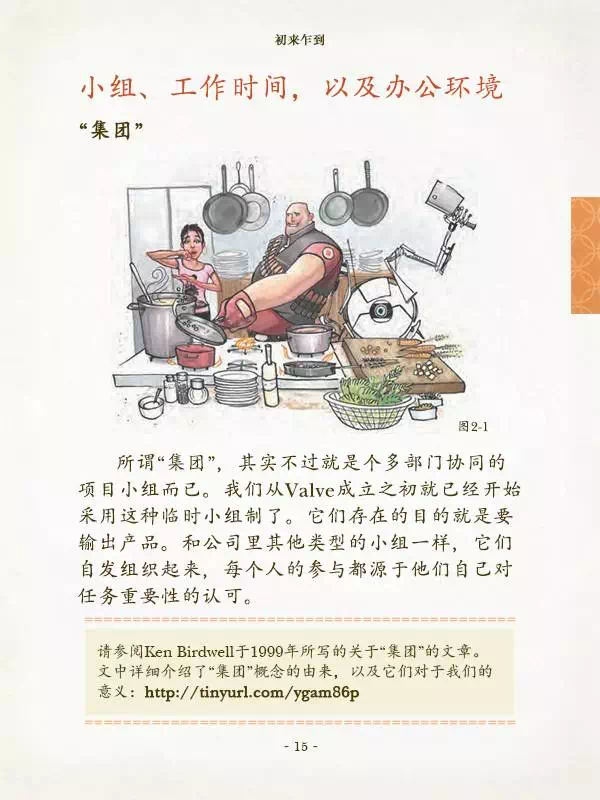 初来乍到
小组、工作时间，以及办公环境
“集团”
图2-1
所谓“集团”，其实不过就是个多部门协同的
项目小组而已。我们从Valve成立之初就已经开始
采用这种临时小组制了。它们存在的目的就是要
输出产品。和公司里其他类型的小组一样，它们
自发组织起来，每个人的参与都源于他们自己对
任务重要性的认可。
请参阅Ken Birdwell于1999年所写的关于“集团”的文章。
文中详细介绍了“集团”概念的由来，以及它们对于我们的
意义：http://tinyurl.com/ygam86p
- 15 -